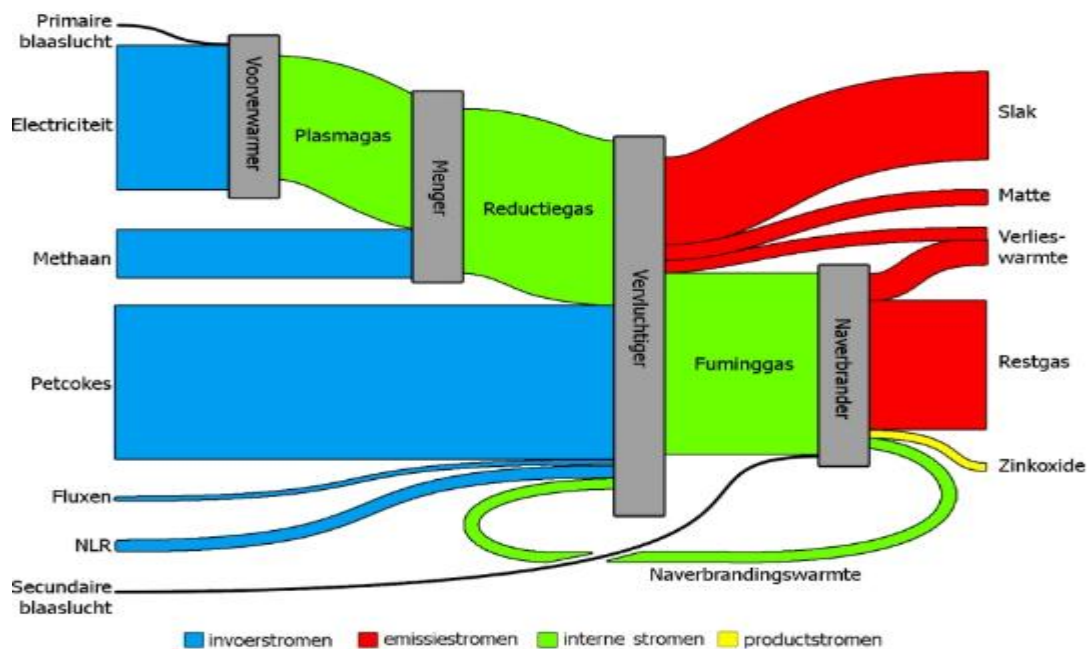 Primaire
blaaslucht
Electriciteit
Methaan
Petcokes
Fluxen
NLR
Secundaire
blaaslucht
Voorverwarmer
Plasmagas
Menger
Reductiegas
Vervluchtiger
Fuminggas
Naverbrander
Naverbrandingswarmte
Slak
Matte
Verlies-
warmte
Restgas
Zinkoxide
invoerstromen
emissiestromen
interne stromen
productstromen